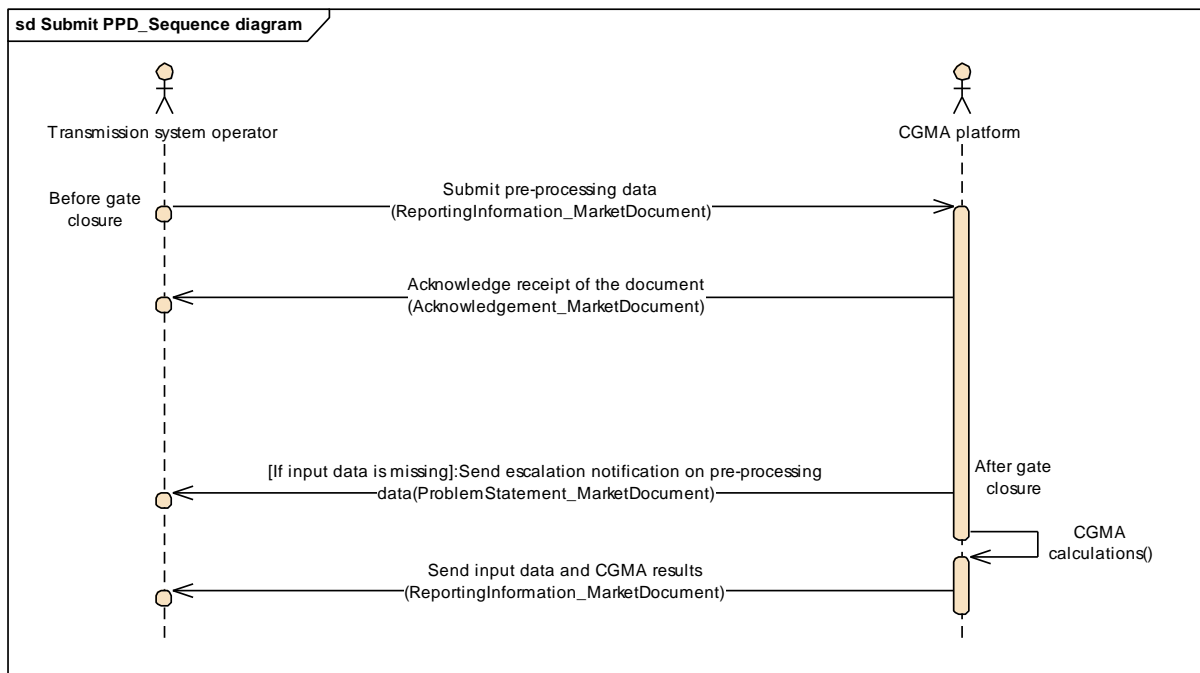 sd Submit PPD_Sequence diagram
Transmission system operator
CGMA platform
Before gate
closure
Submit pre-processing data
(ReportingInformation_MarketDocument)
Acknowledge receipt of the document
(Acknowledgement_MarketDocument)
[If input data is missing]:Send escalation notification on pre-processing
data(ProblemStatement_MarketDocument)
After gate
closure
CGMA
calculations()
Send input data and CGMA results
(ReportingInformation_MarketDocument)